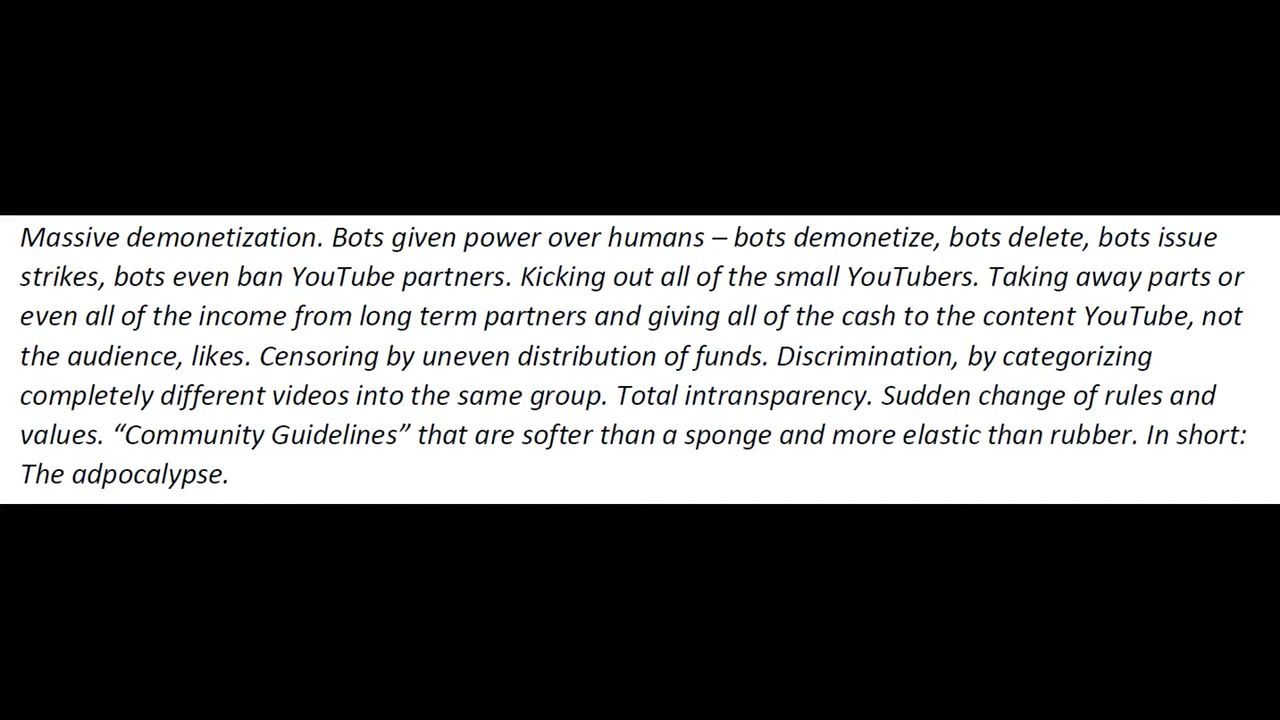 Massive demonetization. Bots given power over humans – bots demonetize, bots delete, bots issue
strikes, bots even ban YouTube partners. Kicking out all of the small YouTubers. Taking away parts or
even all of the income from long term partners and giving all of the cash to the content YouTube, not
the audience, likes. Censoring by uneven distribution of funds. Discrimination, by categorizing
completely different videos into the same group. Total intransparency. Sudden change of rules and
values. “Community Guidelines” that are softer than a sponge and more elastic than rubber. In short:
The adpocalypse.